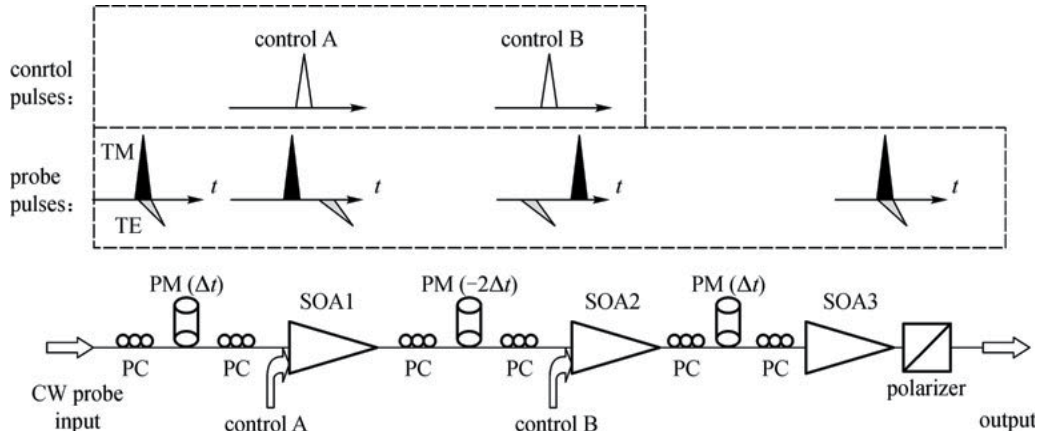 control A control B
conrtol
pulses:
TM
probe t t t t
pulses:
TE
PM (Δt) SOA1 PM (−2Δt) SOA2 PM (Δt) SOA3
PC PC PC PC PC PC
CW probe
input
control A control B polarizer output